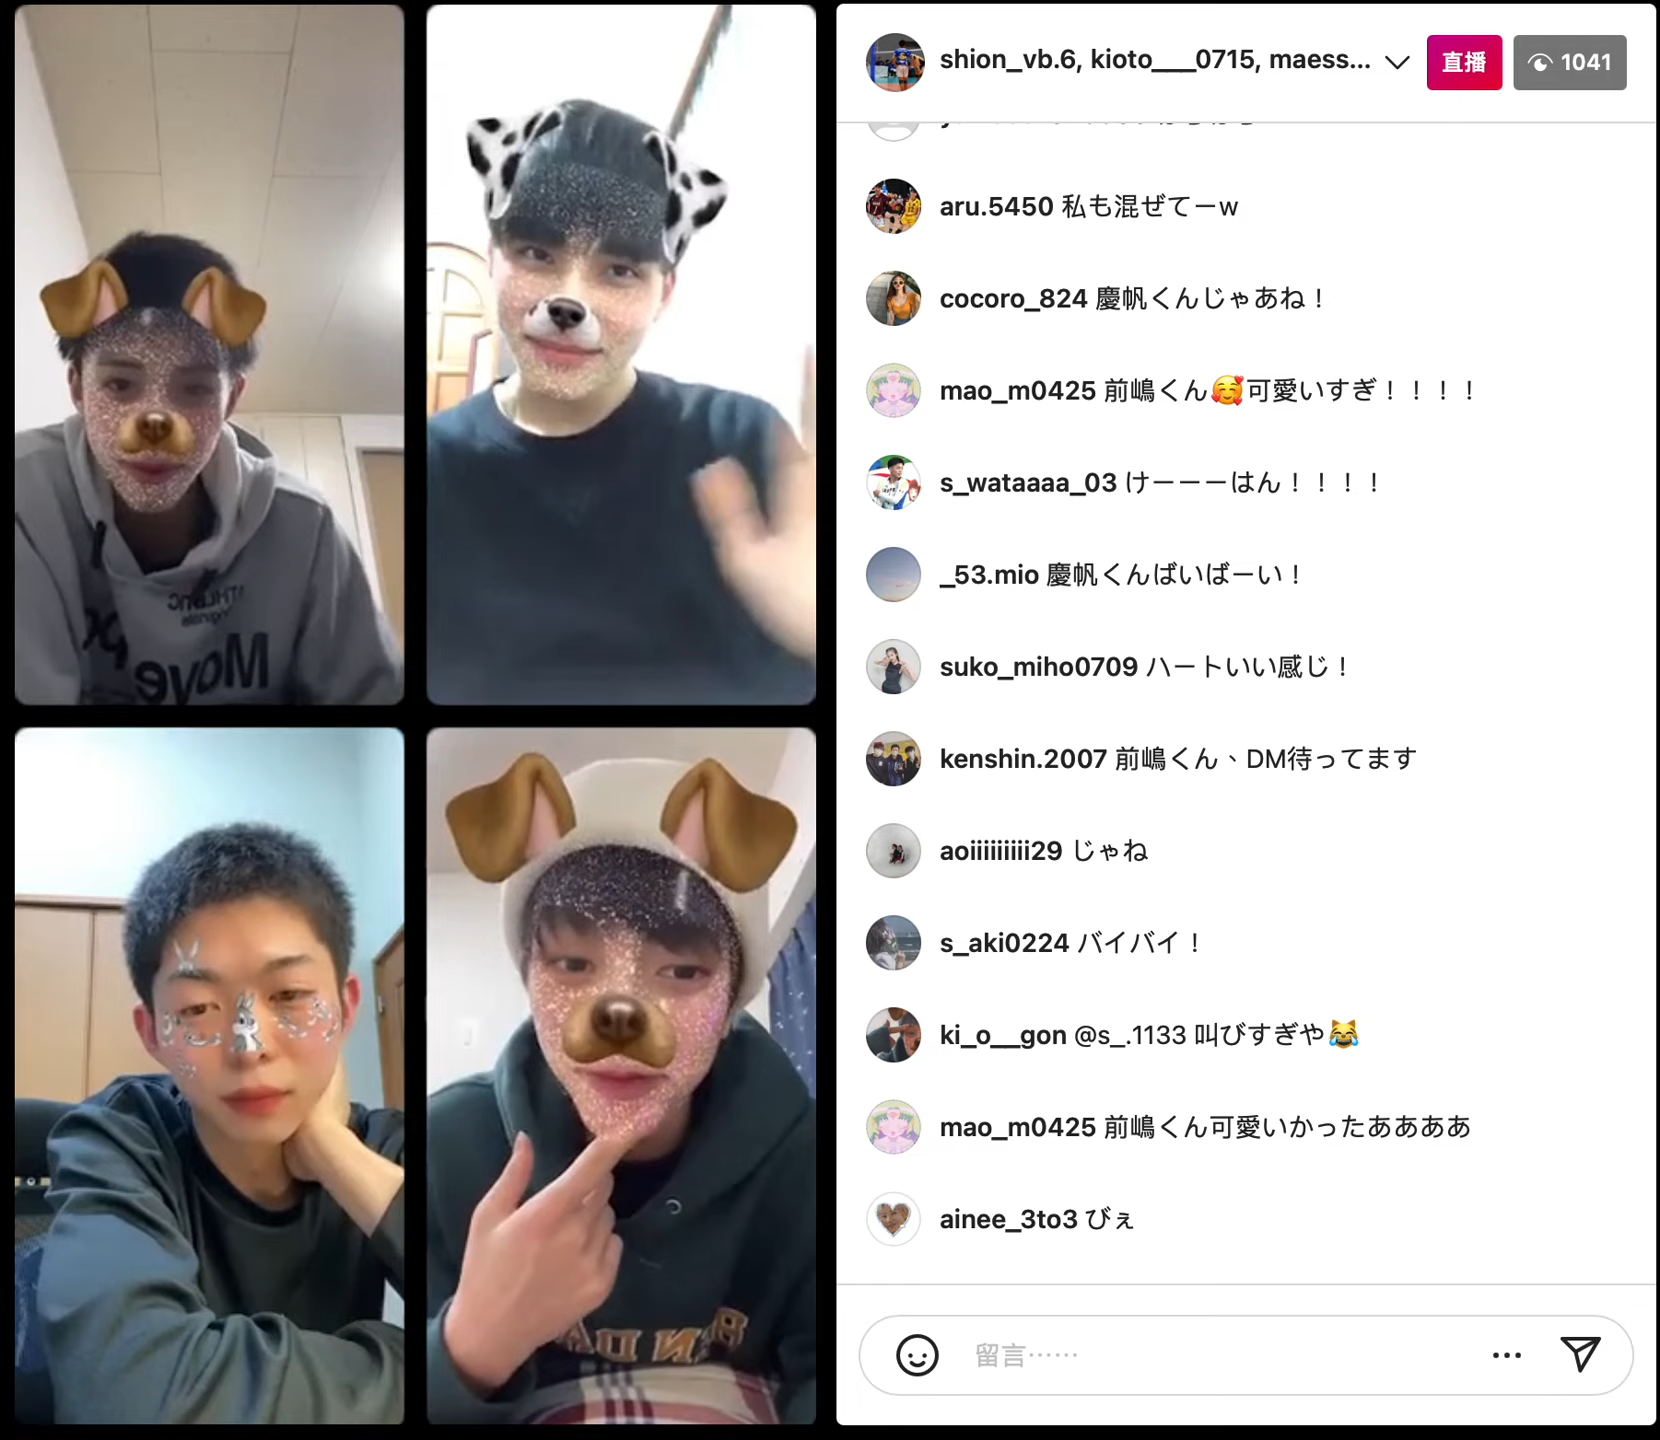 shion_vb.6, kioto___0715, maess...
直播
1041
aru.5450 私も混ぜてーw
cocoro_824 慶帆くんじゃあね！
mao_m0425 前嶋くん🥰可愛いすぎ！！！！
s_wataaaa_03 けーーーはん！！！！
_53.mio 慶帆くんばいばーい！
suko_miho0709 ハートいい感じ！
kenshin.2007 前嶋くん、DM待ってます
aoiiiiiiiii29 じゃね
s_aki0224 バイバイ！
ki_o__gon @s_.1133 叫びすぎや😹
mao_m0425 前嶋くん可愛いかったああああ
ainee_3to3 びぇ
留言……
Move